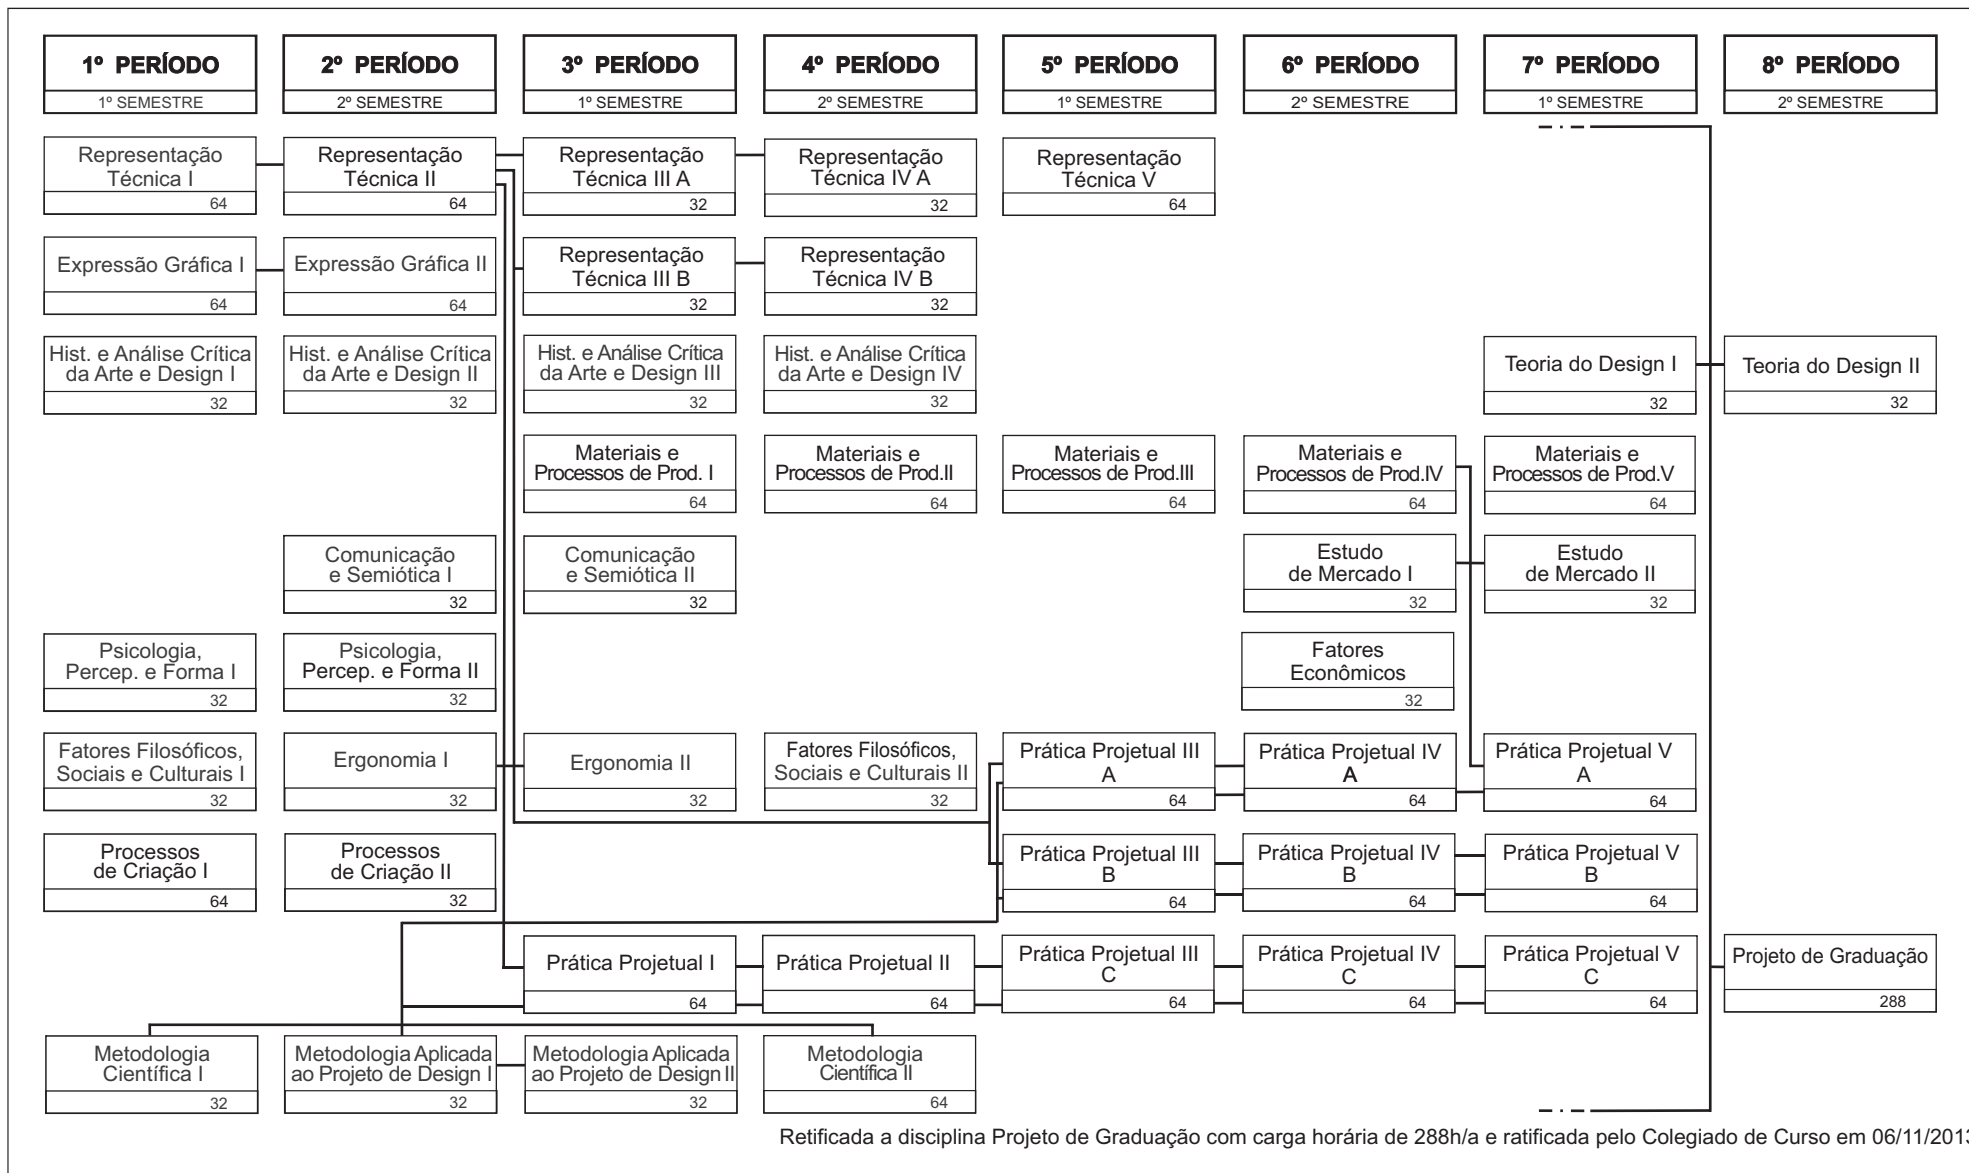 1º PERÍODO
1º SEMESTRE
2º PERÍODO
2º SEMESTRE
3º PERÍODO
1º SEMESTRE
4º PERÍODO
2º SEMESTRE
5º PERÍODO
1º SEMESTRE
6º PERÍODO
2º SEMESTRE
7º PERÍODO
1º SEMESTRE
8º PERÍODO
2º SEMESTRE
Representação
Técnica I
64
Representação
Técnica II
64
Representação
Técnica III A
32
Representação
Técnica IV A
32
Representação
Técnica V
64
Expressão Gráfica I
64
Expressão Gráfica II
64
Representação
Técnica III B
32
Representação
Técnica IV B
32
Hist. e Análise Crítica
da Arte e Design I
32
Hist. e Análise Crítica
da Arte e Design II
32
Hist. e Análise Crítica
da Arte e Design III
32
Hist. e Análise Crítica
da Arte e Design IV
32
Teoria do Design I
32
Teoria do Design II
32
Materiais e
Processos de Prod. I
64
Materiais e
Processos de Prod.II
64
Materiais e
Processos de Prod.III
64
Materiais e
Processos de Prod.IV
64
Materiais e
Processos de Prod.V
64
Comunicação
e Semiótica I
32
Comunicação
e Semiótica II
32
Estudo
de Mercado I
32
Estudo
de Mercado II
32
Psicologia,
Percep. e Forma I
32
Psicologia,
Percep. e Forma II
32
Fatores
Econômicos
32
Fatores Filosóficos,
Sociais e Culturais I
32
Ergonomia I
32
Ergonomia II
32
Fatores Filosóficos,
Sociais e Culturais II
32
Prática Projetual III
A
64
Prática Projetual IV
A
64
Prática Projetual V
A
64
Processos
de Criação I
64
Processos
de Criação II
32
Prática Projetual III
B
64
Prática Projetual IV
B
64
Prática Projetual V
B
64
Prática Projetual I
64
Prática Projetual II
64
Prática Projetual III
C
64
Prática Projetual IV
C
64
Prática Projetual V
C
64
Projeto de Graduação
288
Metodologia
Científica I
32
Metodologia Aplicada
ao Projeto de Design I
32
Metodologia Aplicada
ao Projeto de Design II
32
Metodologia
Científica II
64
Retificada a disciplina Projeto de Graduação com carga horária de 288h/a e ratificada pelo Colegiado de Curso em 06/11/2013